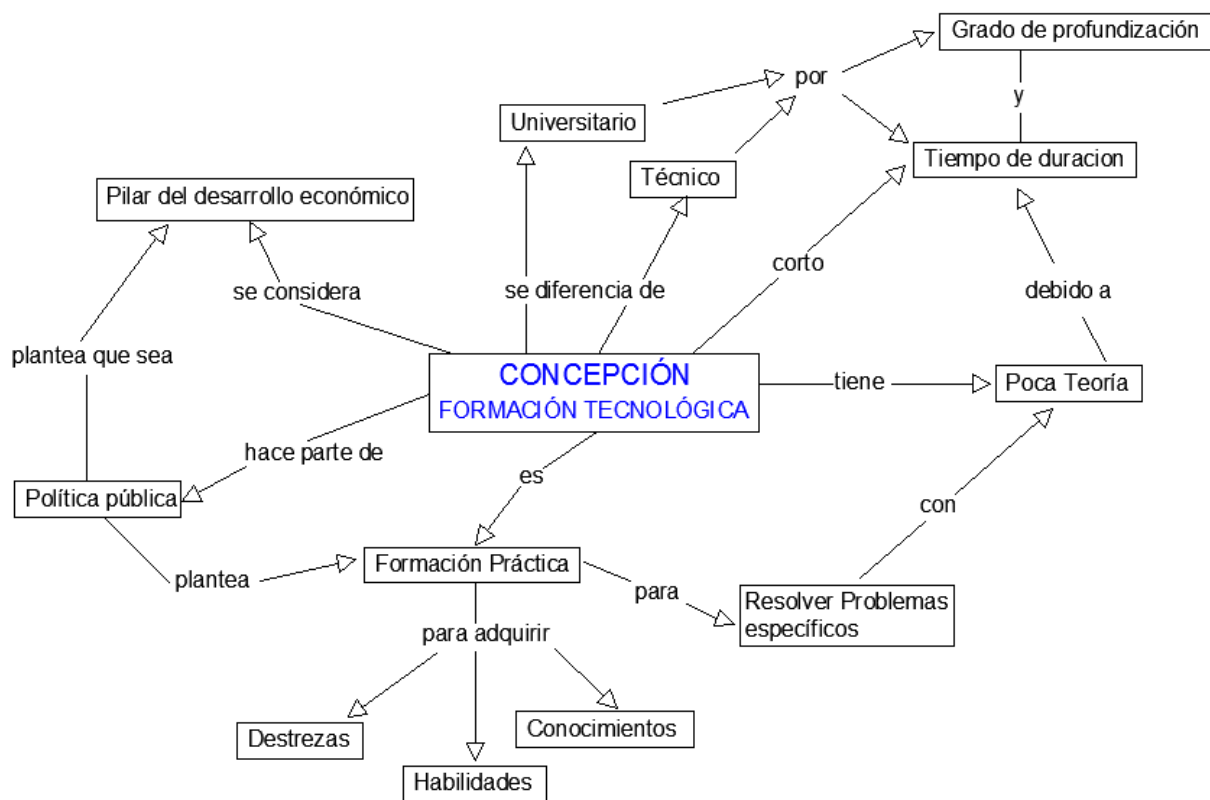 Grado de profundización
por
y
Universitario
Tiempo de duracion
Técnico
Pilar del desarrollo económico
corto
se considera
se diferencia de
debido a
plantea que sea
CONCEPCIÓN
FORMACIÓN TECNOLÓGICA
tiene
Poca Teoría
hace parte de
es
Política pública
con
Formación Práctica
plantea
para
Resolver Problemas
específicos
para adquirir
Destrezas
Conocimientos
Habilidades